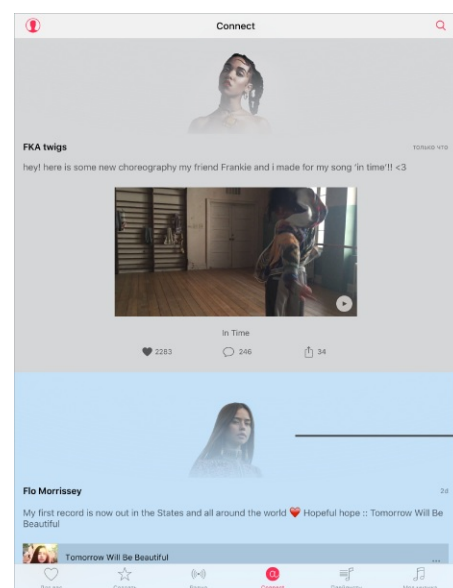 Connect
FKA twigs
только что
hey! here is some new choreography my friend Frankie and i made for my song 'in time'!! <3
In Time
2283 246 34
Flo Morrissey
2d
My first record is now out in the States and all around the world ❤️ Hopeful hope :: Tomorrow Will Be
Beautiful
Tomorrow Will Be Beautiful
...
Connect